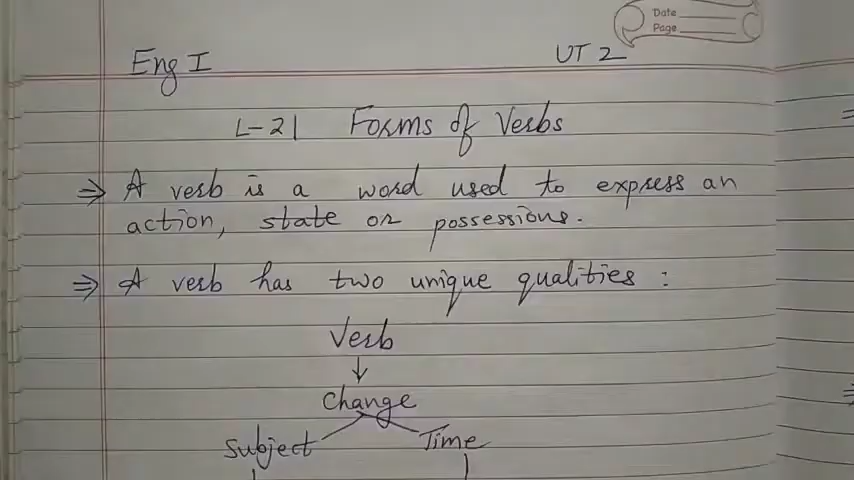 Date
Page
Eng I UT 2
L-21 Forms of Verbs
⇒ A verb is a word used to express an
action, state or possessions.
⇒ A verb has two unique qualities :
Verb
↓
Change
Subject Time